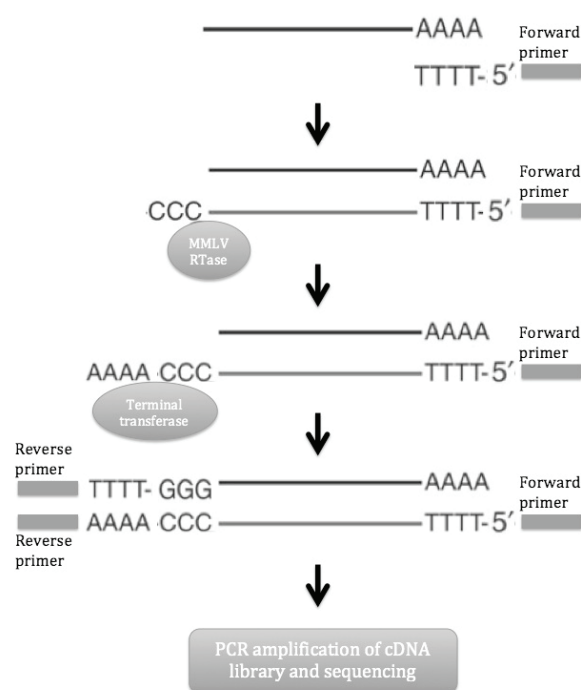 AAAA
Forward
primer
TTTT- 5′
AAAA
Forward
primer
CCC
TTTT- 5′
MMLV
RTase
AAAA
Forward
primer
AAAA CCC
TTTT- 5′
Terminal
transferase
Reverse
primer
TTTT- GGG
AAAA
Forward
primer
AAAA CCC
TTTT- 5′
Reverse
primer
PCR amplification of cDNA
library and sequencing